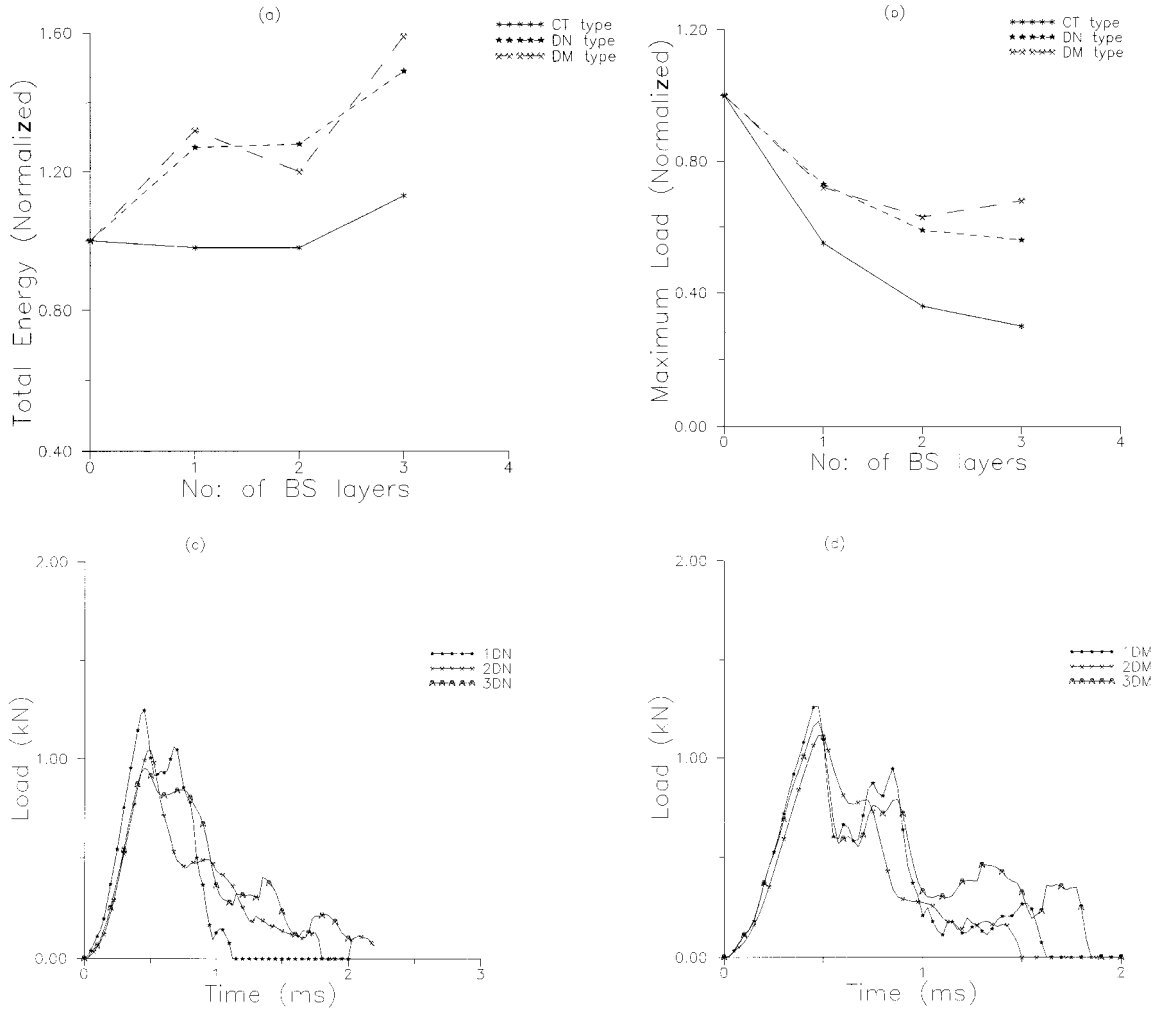 (a)
CT type
DN type
DM type
1.60
1.20
0.80
0.40
Total Energy (Normalized)
0
1
2
3
4
No: of BS layers
(b)
CT type
DN type
DM type
1.20
0.80
0.40
0.00
Maximum Load (Normalized)
0
1
2
3
4
No: of BS layers
(c)
2.00
1.00
0.00
Load (kN)
1DN
2DN
3DN
0
1
2
3
Time (ms)
(d)
2.00
1.00
0.00
Load (kN)
1DM
2DM
3DM
0
1
2
Time (ms)